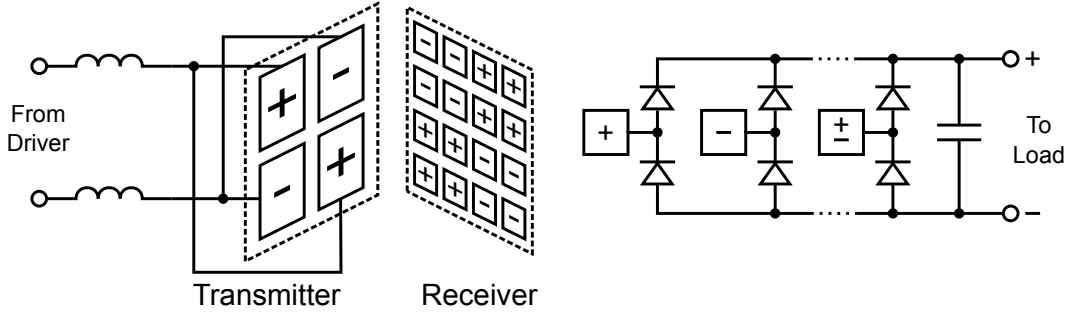 From
Driver
+ -
- +
- - + +
- - + +
+ + - -
+ + - -
Transmitter
Receiver
+
-
±
+
To
Load
−